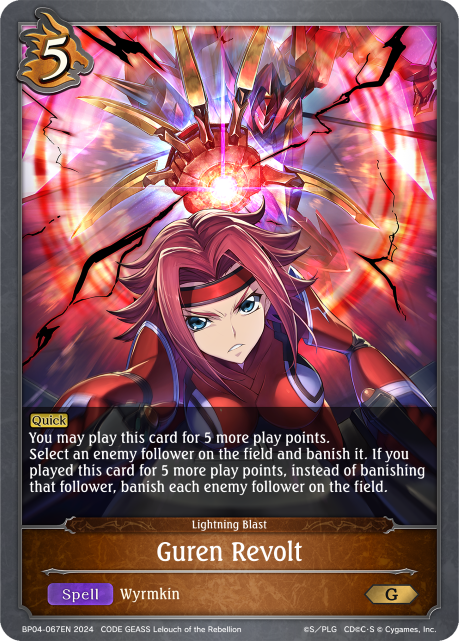 5
Quick
You may play this card for 5 more play points.
Select an enemy follower on the field and banish it. If you
played this card for 5 more play points, instead of banishing
that follower, banish each enemy follower on the field.
Lightning Blast
Guren Revolt
Spell Wyrmkin G
BP04-067EN 2024 CODE GEASS Lelouch of the Rebellion ©S／PLG CD©C·S © Cygames, Inc.